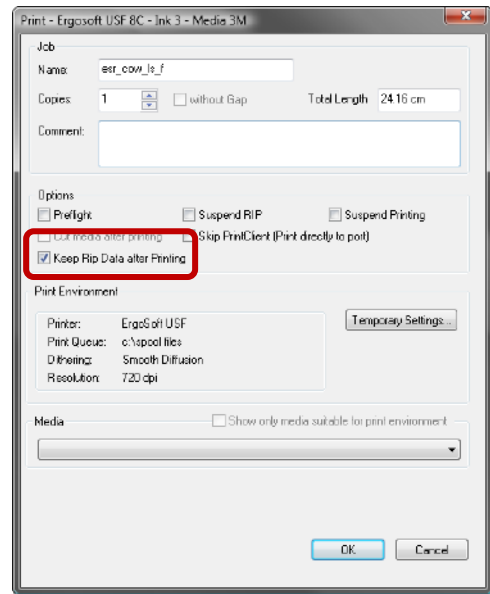 Print - Ergosoft USF 8C - Ink 3 - Media 3M
Job
Name: esr_cow_ls_f
Copies: 1 without Gap Total Length 24.16 cm
Comment:
Options
Preflight Suspend RIP Suspend Printing
Cut media after printing Skip PrintClient (Print directly to port)
Keep Rip Data after Printing
Print Environment
Printer: ErgoSoft USF Temporary Settings...
Print Queue: c:\spool files
Dithering: Smooth Diffusion
Resolution: 720 dpi
Media Show only media suitable for print environment
OK Cancel